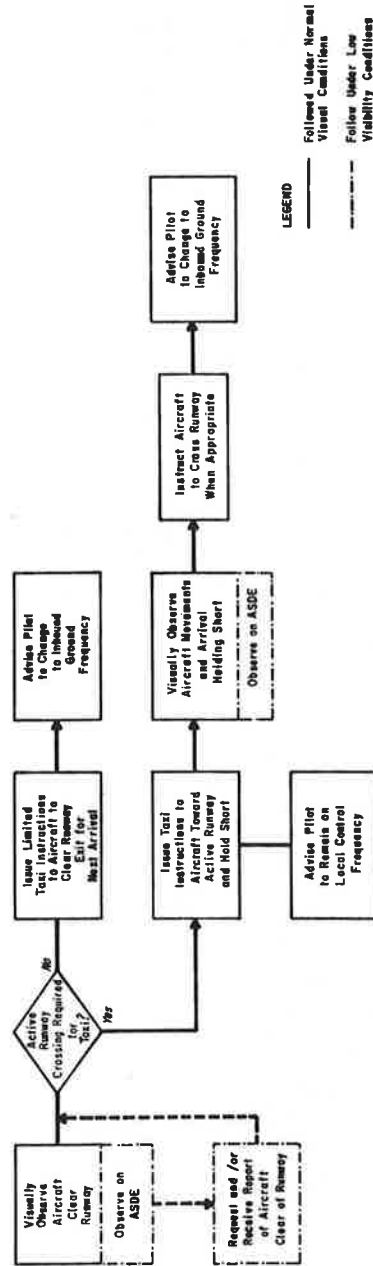 Visually
Observe
Aircraft
Clear
Runway
Observe on
ASDE
Request and /or
Receive Report
of Aircraft
Clear of Runway
Active
Runway
Crossing Required
for
Taxi?
No
Yes
Issue Limited
Taxi Instructions
to Aircraft to
Clear Runway
Exit for
Next Arrival
Advise Pilot
to Change
to Inbound
Ground
Frequency
Issue Taxi
Instructions to
Aircraft Toward
Active Runway
and Hold Short
Advise Pilot
to Remain on
Local Control
Frequency
Visually Observe
Aircraft Movements
and Arrival
Holding Short
Observe on ASDE
Instruct Aircraft
to Cross Runway
When Appropriate
Advise Pilot
to Change to
Inbound Ground
Frequency
LEGEND
Followed Under Normal
Visual Conditions
Follow Under Low
Visibility Conditions